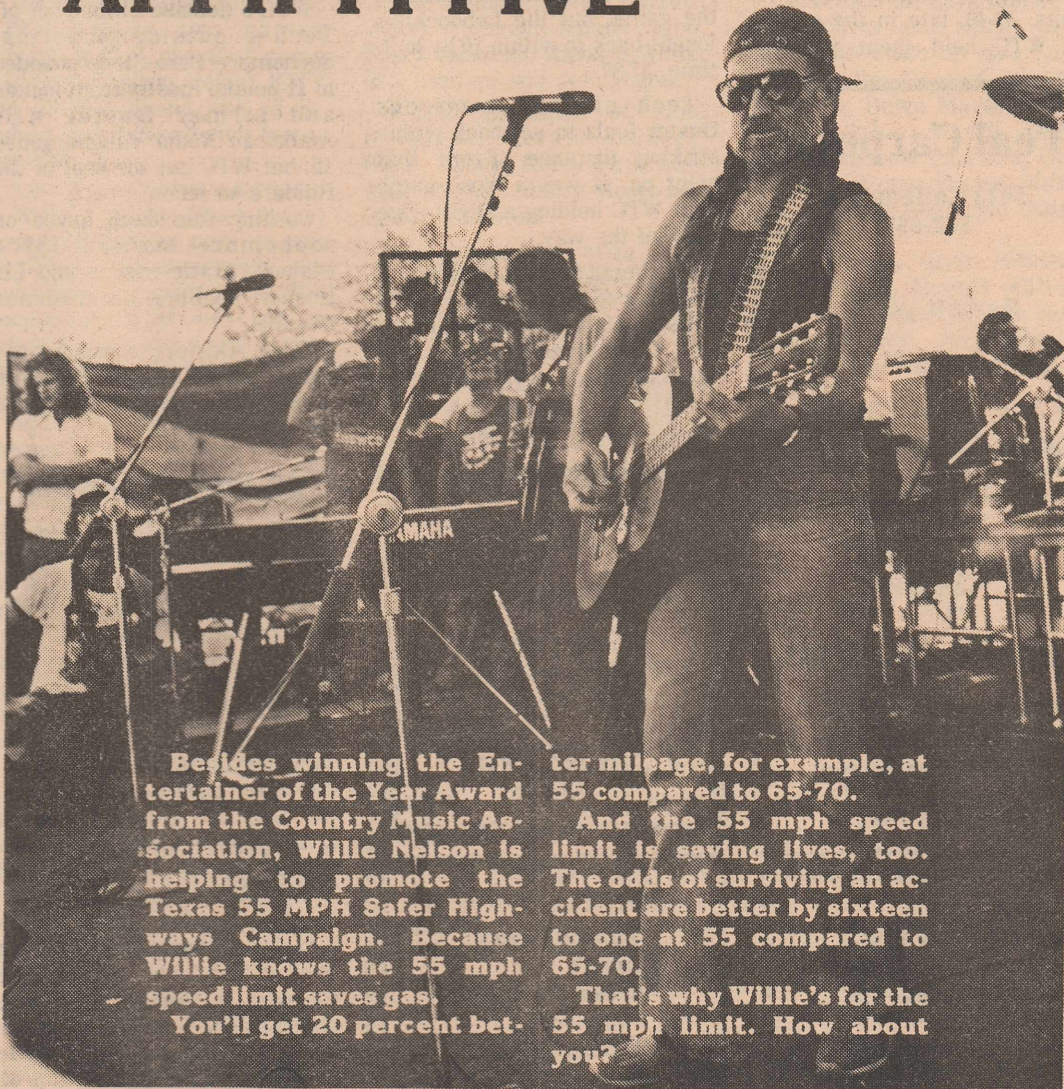 YAMAHA
Besides winning the En-
tertainer of the Year Award
from the Country Music As-
sociation, Willie Nelson is
helping to promote the
Texas 55 MPH Safer High-
ways Campaign. Because
Willie knows the 55 mph
speed limit saves gas.
You'll get 20 percent bet-
ter mileage, for example, at
55 compared to 65-70.
And the 55 mph speed
limit is saving lives, too.
The odds of surviving an ac-
cident are better by sixteen
to one at 55 compared to
65-70.
That's why Willie's for the
55 mph limit. How about
you?